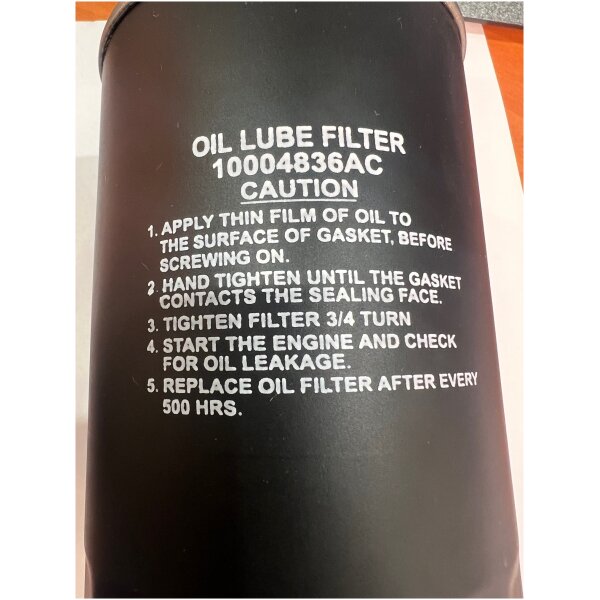 OIL LUBE FILTER
10004836AC
CAUTION
1. APPLY THIN FILM OF OIL TO
THE SURFACE OF GASKET, BEFORE
SCREWING ON.
2. HAND TIGHTEN UNTIL THE GASKET
CONTACTS THE SEALING FACE.
3. TIGHTEN FILTER 3/4 TURN
4. START THE ENGINE AND CHECK
FOR OIL LEAKAGE.
5. REPLACE OIL FILTER AFTER EVERY
500 HRS.